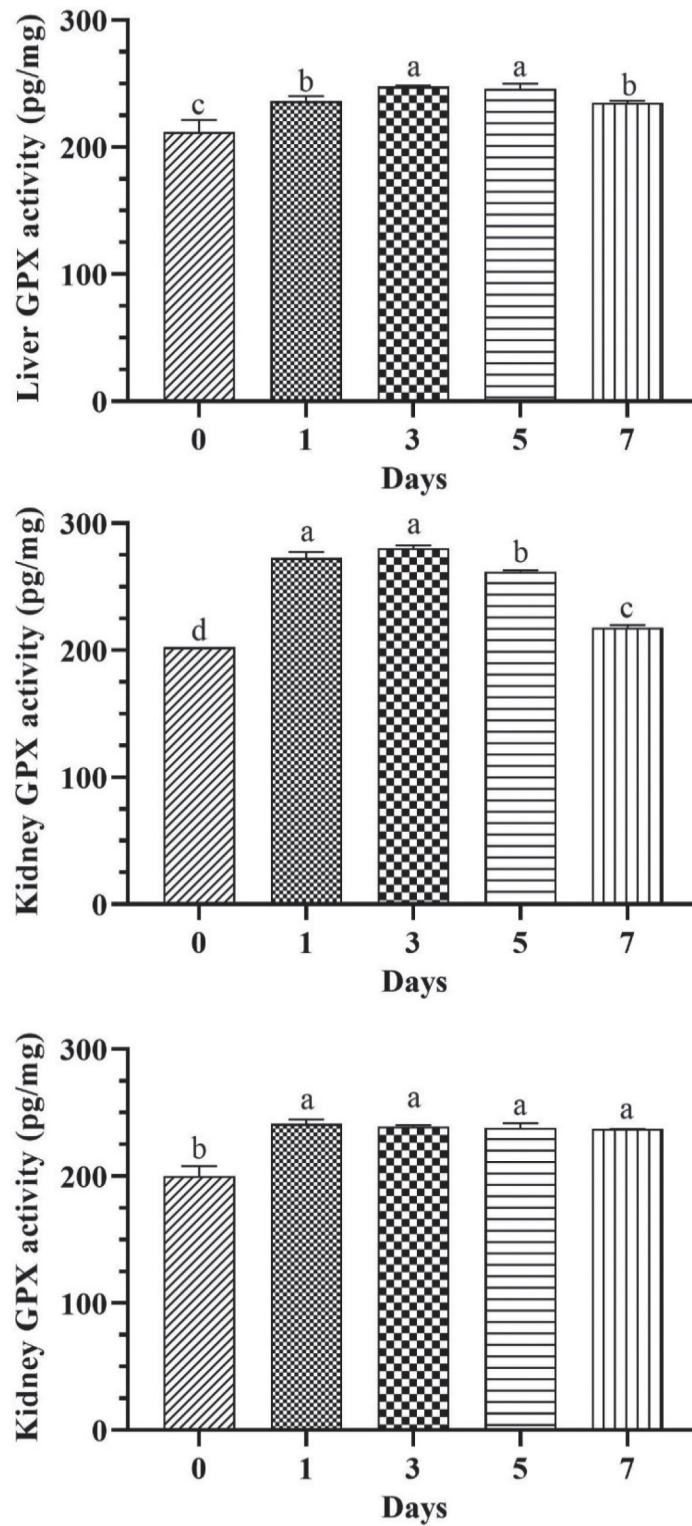 Liver GPX activity (pg/mg)
300
200
100
0
c
b
a
a
b
0 1 3 5 7
Days
Kidney GPX activity (pg/mg)
300
200
100
0
d
a
a
b
c
0 1 3 5 7
Days
Kidney GPX activity (pg/mg)
300
200
100
0
b
a
a
a
a
0 1 3 5 7
Days